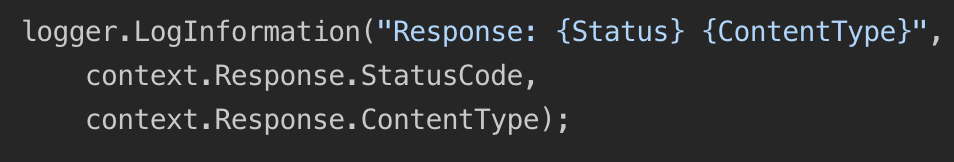 logger.LogInformation("Response: {Status} {ContentType}",
    context.Response.StatusCode,
    context.Response.ContentType);